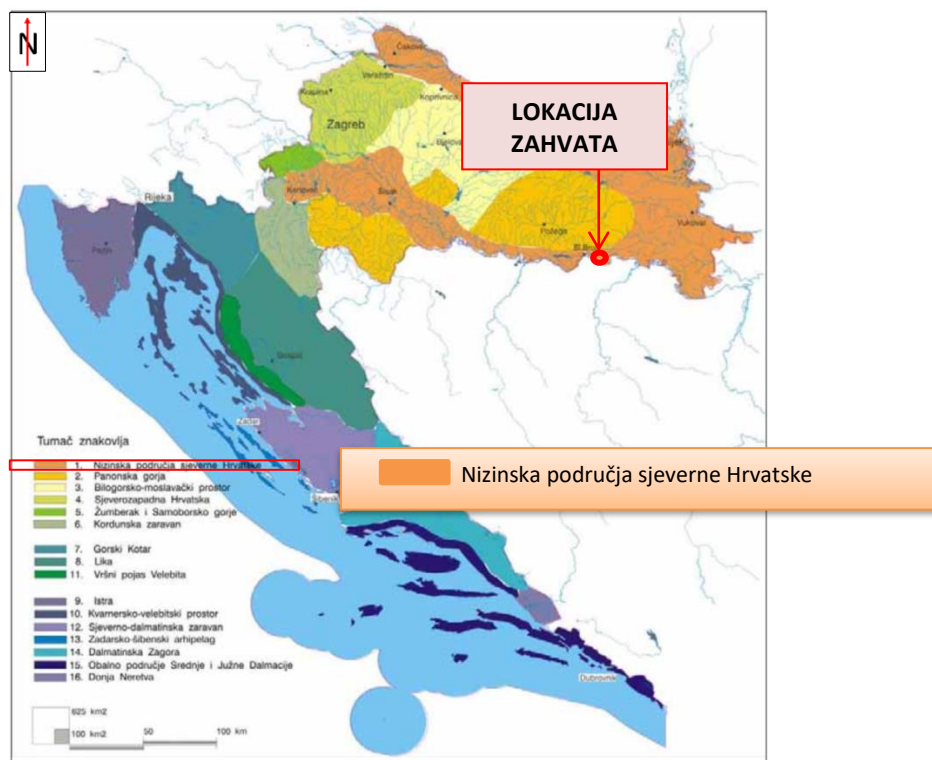 N
Čakovec
Varaždin
Krapina
Koprivnica
Zagreb
LOKACIJA
ZAHVATA
Karlovac
Sisak
Požega
Vukovar
Rijeka
Pazin
Gospić
Zadar
Šibenik
Tumač znakovlja
1. Nizinska područja sjeverne Hrvatske
2. Panonska gorja
3. Bilogorsko-moslavački prostor
4. Sjeverozapadna Hrvatska
5. Žumberak i Samoborsko gorje
6. Kordunska zaravan
7. Gorski Kotar
8. Lika
11. Vršni pojas Velebita
9. Istra
10. Kvarnersko-velebitski prostor
12. Sjeverno-dalmatinska zaravan
13. Zadarsko-šibenski arhipelag
14. Dalmatinska Zagora
15. Obalno područje Srednje i Južne Dalmacije
16. Donja Neretva
Nizinska područja sjeverne Hrvatske
Dubrovnik
625 km2
100 km2
50
100 km